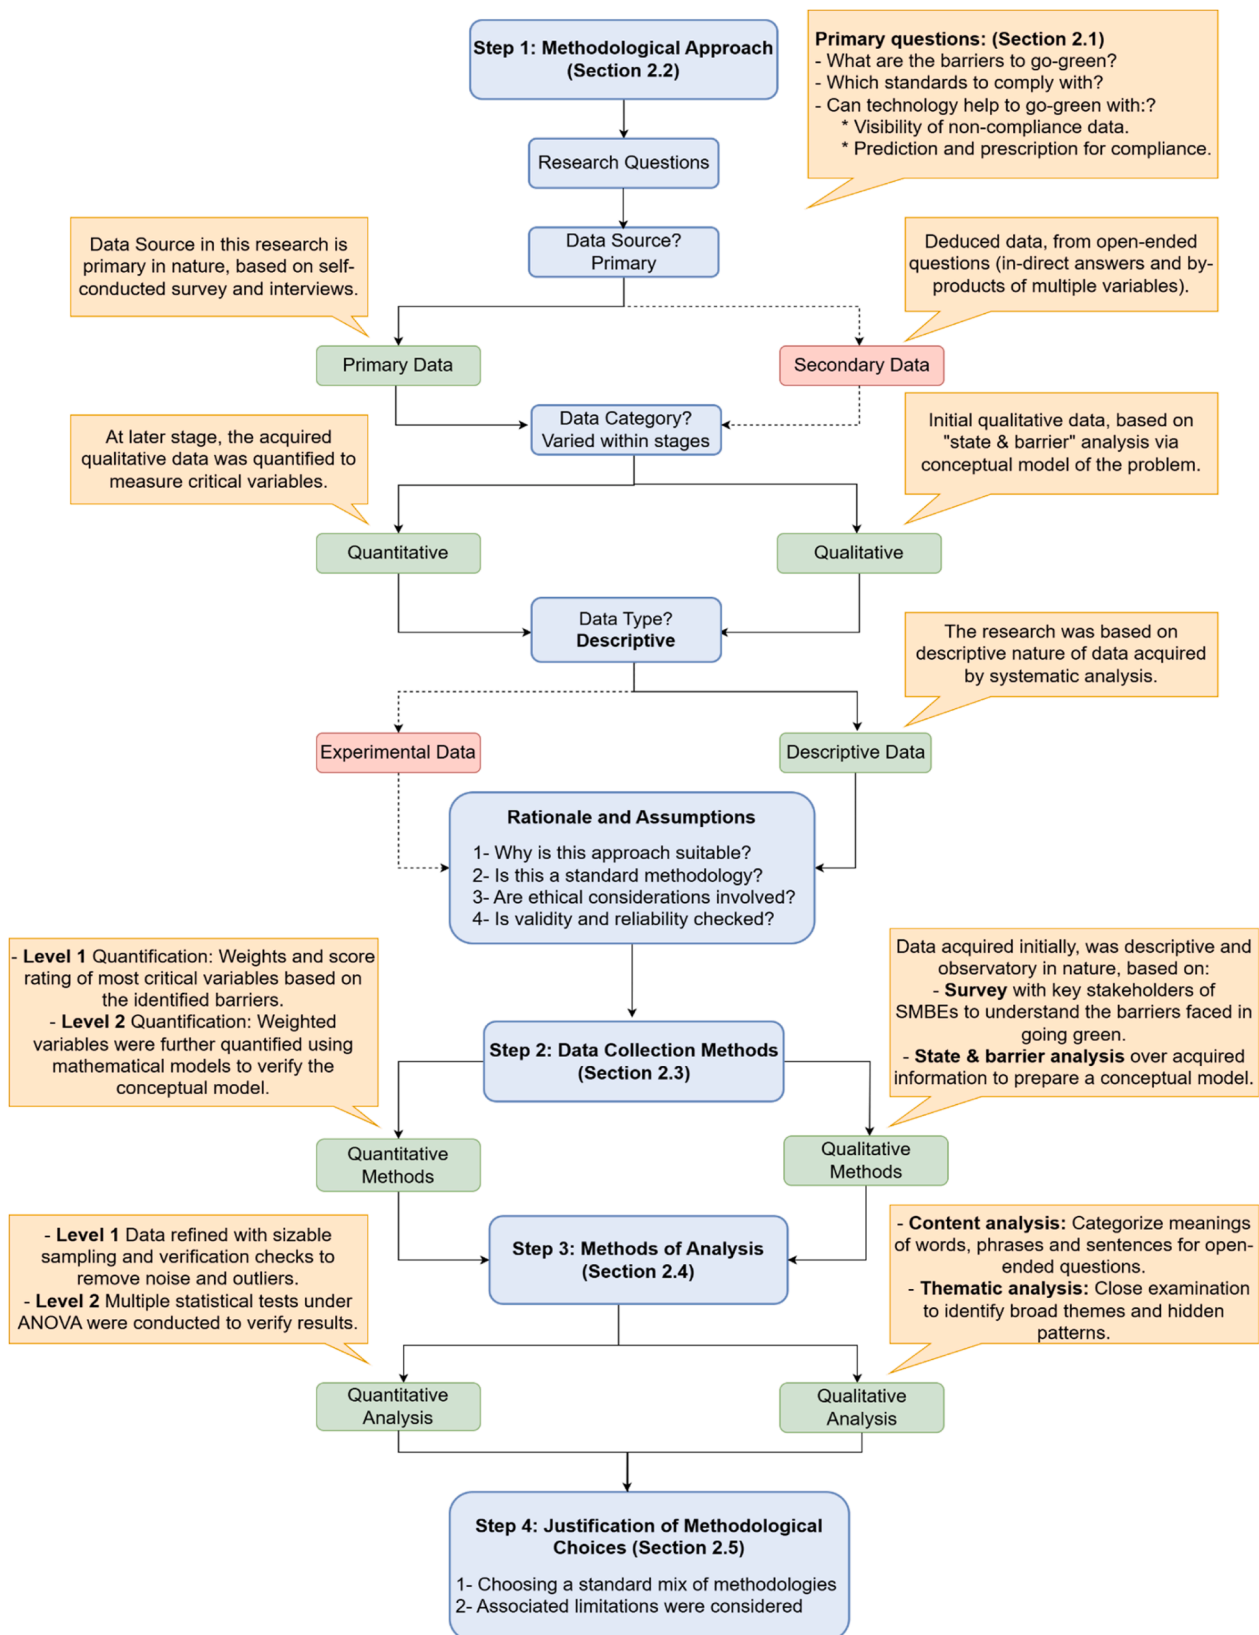 Step 1: Methodological Approach
(Section 2.2)
Primary questions: (Section 2.1)
- What are the barriers to go-green?
- Which standards to comply with?
- Can technology help to go-green with:?
* Visibility of non-compliance data.
* Prediction and prescription for compliance.
Research Questions
Data Source?
Primary
Data Source in this research is
primary in nature, based on self-
conducted survey and interviews.
Deduced data, from open-ended
questions (in-direct answers and by-
products of multiple variables).
Primary Data
Secondary Data
Data Category?
Varied within stages
At later stage, the acquired
qualitative data was quantified to
measure critical variables.
Initial qualitative data, based on
"state & barrier" analysis via
conceptual model of the problem.
Quantitative
Qualitative
Data Type?
Descriptive
The research was based on
descriptive nature of data acquired
by systematic analysis.
Experimental Data
Descriptive Data
Rationale and Assumptions
1- Why is this approach suitable?
2- Is this a standard methodology?
3- Are ethical considerations involved?
4- Is validity and reliability checked?
- Level 1 Quantification: Weights and score
rating of most critical variables based on
the identified barriers.
- Level 2 Quantification: Weighted
variables were further quantified using
mathematical models to verify the
conceptual model.
Data acquired initially, was descriptive and
observatory in nature, based on:
- Survey with key stakeholders of
SMBEs to understand the barriers faced in
going green.
- State & barrier analysis over acquired
information to prepare a conceptual model.
Step 2: Data Collection Methods
(Section 2.3)
Quantitative
Methods
Qualitative
Methods
- Level 1 Data refined with sizable
sampling and verification checks to
remove noise and outliers.
- Level 2 Multiple statistical tests under
ANOVA were conducted to verify results.
Step 3: Methods of Analysis
(Section 2.4)
- Content analysis: Categorize meanings
of words, phrases and sentences for open-
ended questions.
- Thematic analysis: Close examination
to identify broad themes and hidden
patterns.
Quantitative
Analysis
Qualitative
Analysis
Step 4: Justification of Methodological
Choices (Section 2.5)
1- Choosing a standard mix of methodologies
2- Associated limitations were considered